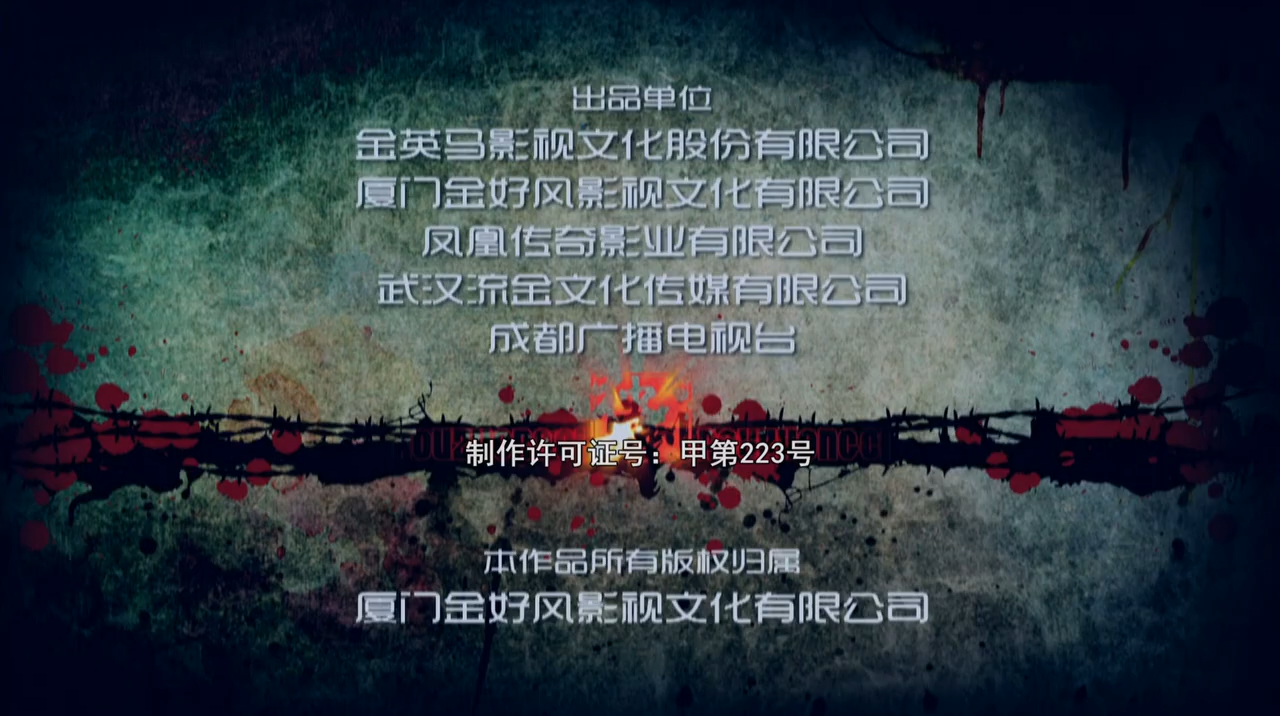 出品单位
金英马影视文化股份有限公司
厦门金好风影视文化有限公司
凤凰传奇影业有限公司
武汉流金文化传媒有限公司
成都广播电视台
制作许可证号：甲第223号
本作品所有版权归属
厦门金好风影视文化有限公司